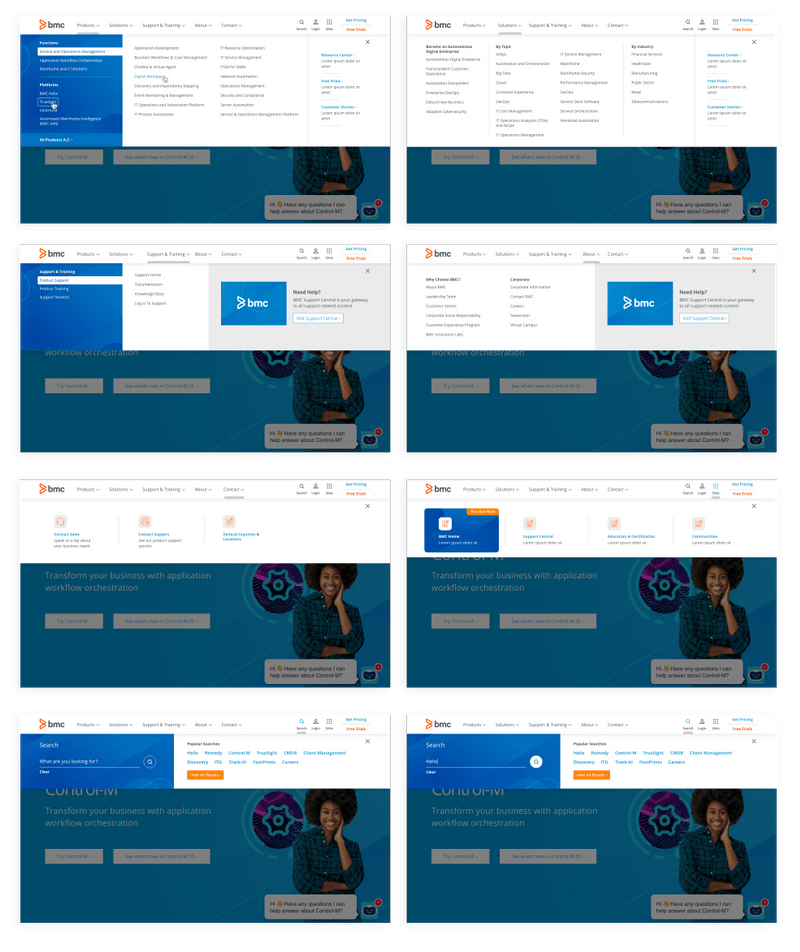 bmc
Products
Solutions
Support & Training
About
Contact
Search
Login
Sites
Get Pricing
Free Trials
Functions
Service and Operations Management
Application Workflow Orchestration
Mainframe and Z Solutions
Platforms
BMC Helix
TrueSight
Automated Mainframe Intelligence
(BMC AMI)
All Products A-Z
Application Development
Business Workflows & Cost Management
Chatbot & Virtual Agent
Digital Workplace
Discovery and Dependency Mapping
Event Monitoring & Management
IT Operations and Automation Platform
IT Process Automation
IT Resource Optimization
IT Service Management
ITSM for SMBs
Network Automation
Operations Management
Security and Compliance
Server Automation
Service & Operations Management Platform
Resource Center ›
Lorem ipsum dolor sit
amet
Free Trials ›
Lorem ipsum dolor sit
amet
Customer Stories ›
Lorem ipsum dolor sit
amet
Try Control-M ›
See what's new in Control-M 20 ›
Hi 👋 Have any questions I can
help answer about Control-M?
bmc
Products
Solutions
Support & Training
About
Contact
Search
Login
Sites
Get Pricing
Free Trials
Become an Autonomous
Digital Enterprise
Autonomous Digital Enterprise
Transcendent Customer
Experience
Automation Everywhere
Enterprise DevOps
Data Driven Business
Adaptive Cybersecurity
By Topic
AIOps
Automation and Orchestration
Big Data
Cloud
Customer Experience
DevOps
IT Cost Management
IT Operations Analytics (ITOA)
and AIOps
IT Operations Management
IT Service Management
Mainframe
Mainframe Security
Performance Management
SecOps
Service Desk Software
Service Orchestration
Workload Automation
By Industry
Financial Services
Healthcare
Manufacturing
Public Sector
Retail
Telecommunications
Resource Center ›
Lorem ipsum dolor sit
amet
Free Trials ›
Lorem ipsum dolor sit
amet
Customer Stories ›
Lorem ipsum dolor sit
amet
Try Control-M ›
See what's new in Control-M 20 ›
Hi 👋 Have any questions I can
help answer about Control-M?
bmc
Products
Solutions
Support & Training
About
Contact
Search
Login
Sites
Get Pricing
Free Trials
Support & Training
Product Support
Product Training
Support Services
Support Home
Documentation
Knowledge Base
Log In To Support
bmc
Need Help?
BMC Support Central is your gateway
to all support-related content.
Visit Support Central ›
workflow orchestration
Try Control-M ›
See what's new in Control-M 20 ›
Hi 👋 Have any questions I can
help answer about Control-M?
bmc
Products
Solutions
Support & Training
About
Contact
Search
Login
Sites
Get Pricing
Free Trials
Why Choose BMC?
About BMC
Leadership Team
Customer Stories
Corporate Social Responsibility
Customer Experience Program
BMC Innovation Labs
Corporate
Corporate Information
Contact BMC
Careers
Newsroom
Virtual Campus
bmc
Need Help?
BMC Support Central is your gateway
to all support-related content.
Visit Support Central ›
workflow orchestration
Try Control-M ›
See what's new in Control-M 20 ›
Hi 👋 Have any questions I can
help answer about Control-M?
bmc
Products
Solutions
Support & Training
About
Contact
Search
Login
Sites
Get Pricing
Free Trials
Contact Sales
Speak to a rep about
your business needs
Contact Support
See our product support
options
General Inquiries &
Locations
Transform your business with application
workflow orchestration
Try Control-M ›
See what's new in Control-M 20 ›
Hi 👋 Have any questions I can
help answer about Control-M?
bmc
Products
Solutions
Support & Training
About
Contact
Search
Login
Sites
Get Pricing
Free Trials
You Are Here
BMC Home
Lorem ipsum dolor sit
Support Central
Lorem ipsum dolor sit
Education & Certification
Lorem ipsum dolor sit
Communities
Lorem ipsum dolor sit
Control-M
Transform your business with application
workflow orchestration
Try Control-M ›
See what's new in Control-M 20 ›
Hi 👋 Have any questions I can
help answer about Control-M?
bmc
Products
Solutions
Support & Training
About
Contact
Search
Login
Sites
Get Pricing
Free Trials
Search
What are you looking for?
Clear
Popular Searches
Helix Remedy Control-M TrueSight CMDB Client Management
Discovery ITIL Track-It! FootPrints Careers
View All Results ›
Control-M
Transform your business with application
workflow orchestration
Try Control-M ›
See what's new in Control-M 20 ›
Hi 👋 Have any questions I can
help answer about Control-M?
bmc
Products
Solutions
Support & Training
About
Contact
Search
Login
Sites
Get Pricing
Free Trials
Search
Helix
Clear
Popular Searches
Helix Remedy Control-M TrueSight CMDB Client Management
Discovery ITIL Track-It! FootPrints Careers
View All Results ›
Control-M
Transform your business with application
workflow orchestration
Try Control-M ›
See what's new in Control-M 20 ›
Hi 👋 Have any questions I can
help answer about Control-M?